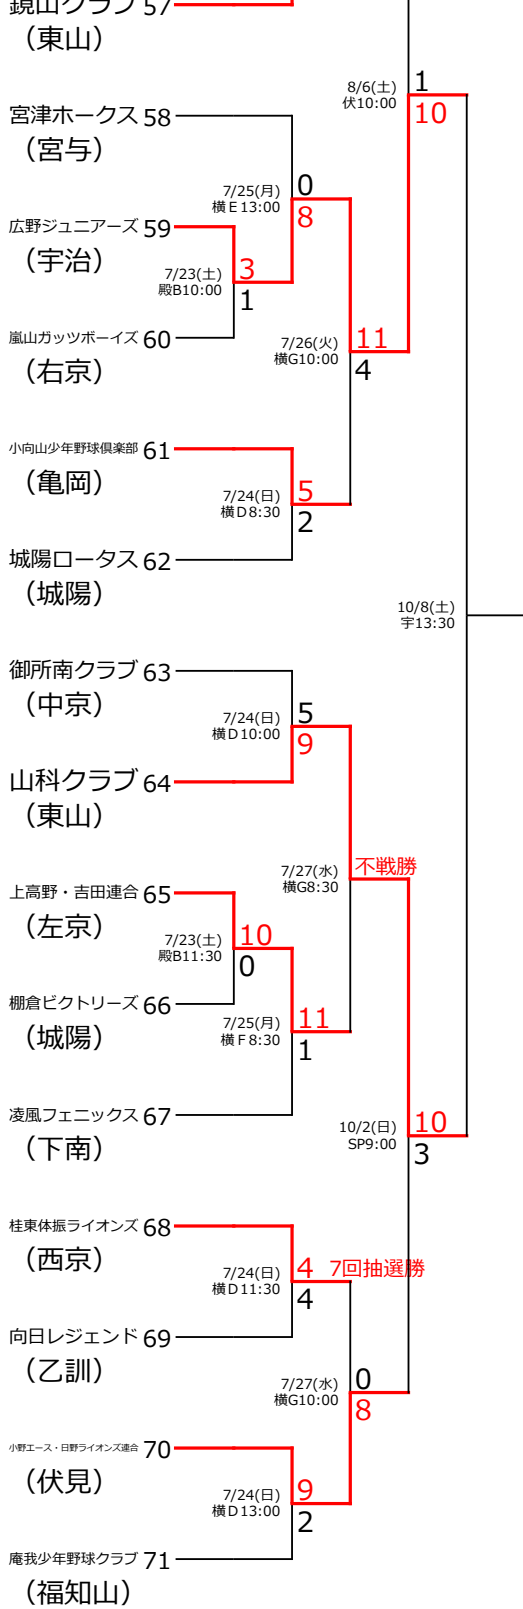 鏡山クラブ 57
（東山）
8/6(土)
伏10:00
1
10
宮津ホークス 58
（宮与）
7/25(月)
横E13:00
0
8
広野ジュニアーズ 59
（宇治）
7/23(土)
殿B10:00
3
1
嵐山ガッツボーイズ 60
（右京）
7/26(火)
横G10:00
11
4
小向山少年野球倶楽部 61
（亀岡）
7/24(日)
横D8:30
5
2
城陽ロータス 62
（城陽）
10/8(土)
宇13:30
御所南クラブ 63
（中京）
7/24(日)
横D10:00
5
9
山科クラブ 64
（東山）
7/27(水)
横G8:30
不戦勝
上高野・吉田連合 65
（左京）
7/23(土)
殿B11:30
10
0
棚倉ビクトリーズ 66
（城陽）
7/25(月)
横F8:30
11
1
凌風フェニックス 67
（下南）
10/2(日)
SP9:00
10
3
桂東体振ライオンズ 68
（西京）
7/24(日)
横D11:30
4 7回抽選勝
4
向日レジェンド 69
（乙訓）
7/27(水)
横G10:00
0
8
小野エース・日野ライオンズ連合 70
（伏見）
7/24(日)
横D13:00
9
2
庵我少年野球クラブ 71
（福知山）